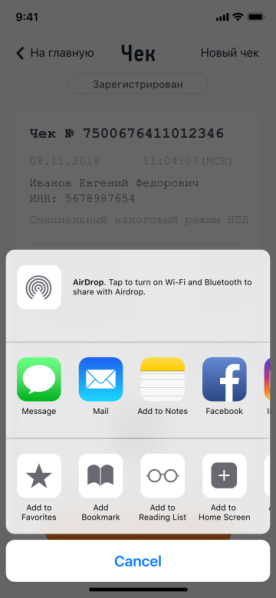 9:41
На главную Чек Новый чек
Зарегистрирован
Чек № 7500676411012346
08.11.2018 11:04:07(МСК)
Иванов Евгений Федорович
ИНН: 5678987654
Специальный налоговый режим НПД
AirDrop. Tap to turn on Wi-Fi and Bluetooth to
share with Airdrop.
Message Mail Add to Notes Facebook
Add to Favorites
Add Bookmark
Add to Reading List
Add to Home Screen
Cancel